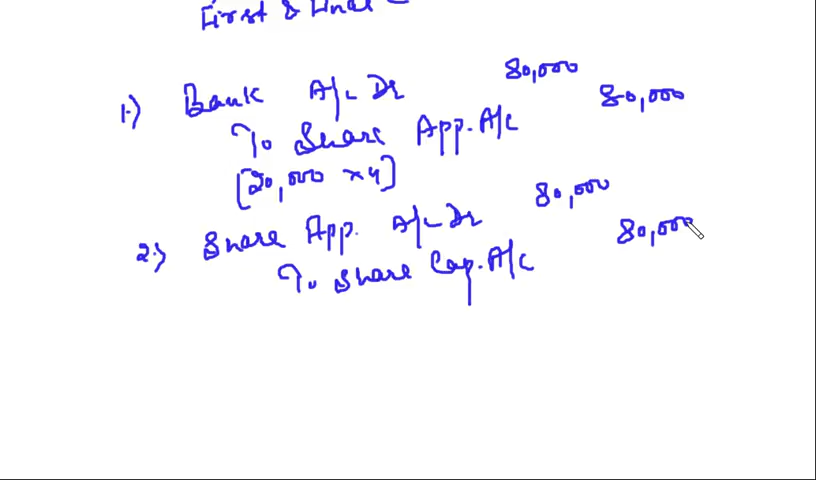 First & Final
1.) Bank A/c Dr 80,000
To Share App. A/c 80,000
[20,000 x4]
2.) Share App. A/c Dr 80,000
To Share Cap. A/c 80,000